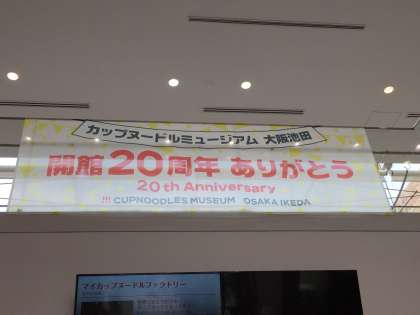 カップヌードルミュージアム 大阪池田
開館20周年 ありがとう
20th Anniversary
!!! CUPNOODLES MUSEUM OSAKA IKEDA
マイカップヌードルファクトリー